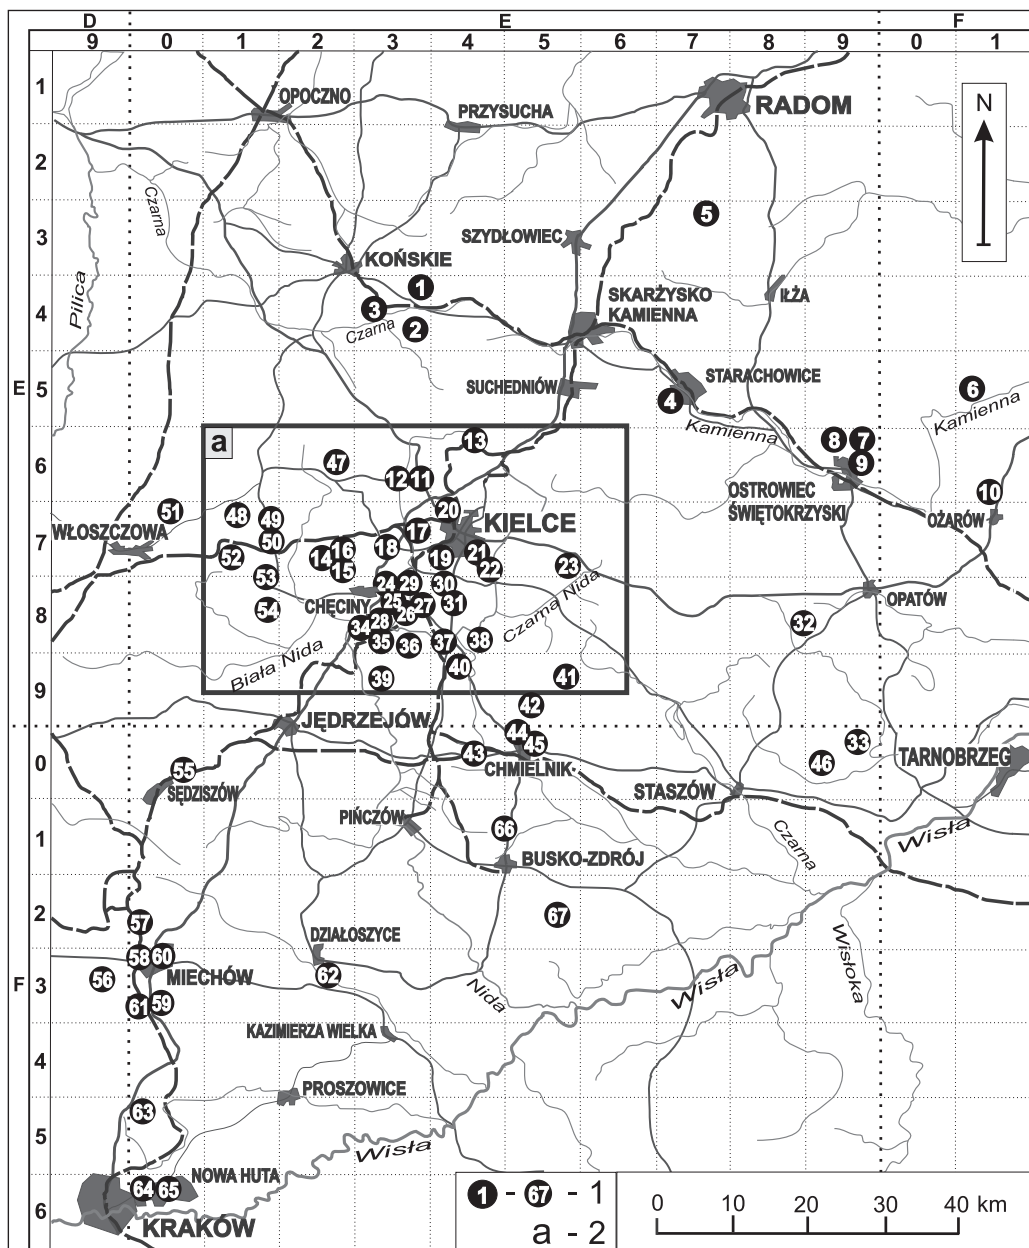 D E F
9 0 1 2 3 4 5 6 7 8 9 0 1
1
OPOCZNO
PRZYSUCHA
RADOM
N
2
Czarna
5
3
SZYDŁOWIEC
KOŃSKIE
Pilica
1
SKARŻYSKO
KAMIENNA
IŁŻA
3
4
Czarna
2
E
5
SUCHEDNIÓW
STARACHOWICE
4
6
Kamienna
Kamienna
a
13
8 7
6
47
12 11
9
OSTROWIEC
ŚWIĘTOKRZYSKI
10
OŻARÓW
51
48 49
20
KIELCE
WŁOSZCZOWA
7
50
17
52
14 16
18
19 21
15
22
23
53
24 29 30
CHĘCINY
25
27 31
Czarna Nida
OPATÓW
54
8
26
34 28
32
35 36 37 38
Biała Nida
40
39
41
9
42
JĘDRZEJÓW
44
45
43
33
0
55
CHMIELNIK
46
TARNOBRZEG
SĘDZISZÓW
STASZÓW
PIŃCZÓW
1
66
Czarna
Wisła
BUSKO-ZDRÓJ
2
57
67
DZIAŁOSZYCE
58 60
Wisłoka
F
3
56
MIECHÓW
62
Wisła
61 59
Nida
KAZIMIERZA WIELKA
4
PROSZOWICE
63
5
Wisła
NOWA HUTA
6
64 65
KRAKÓW
1 - 67 - 1
a - 2
0 10 20 30 40 km